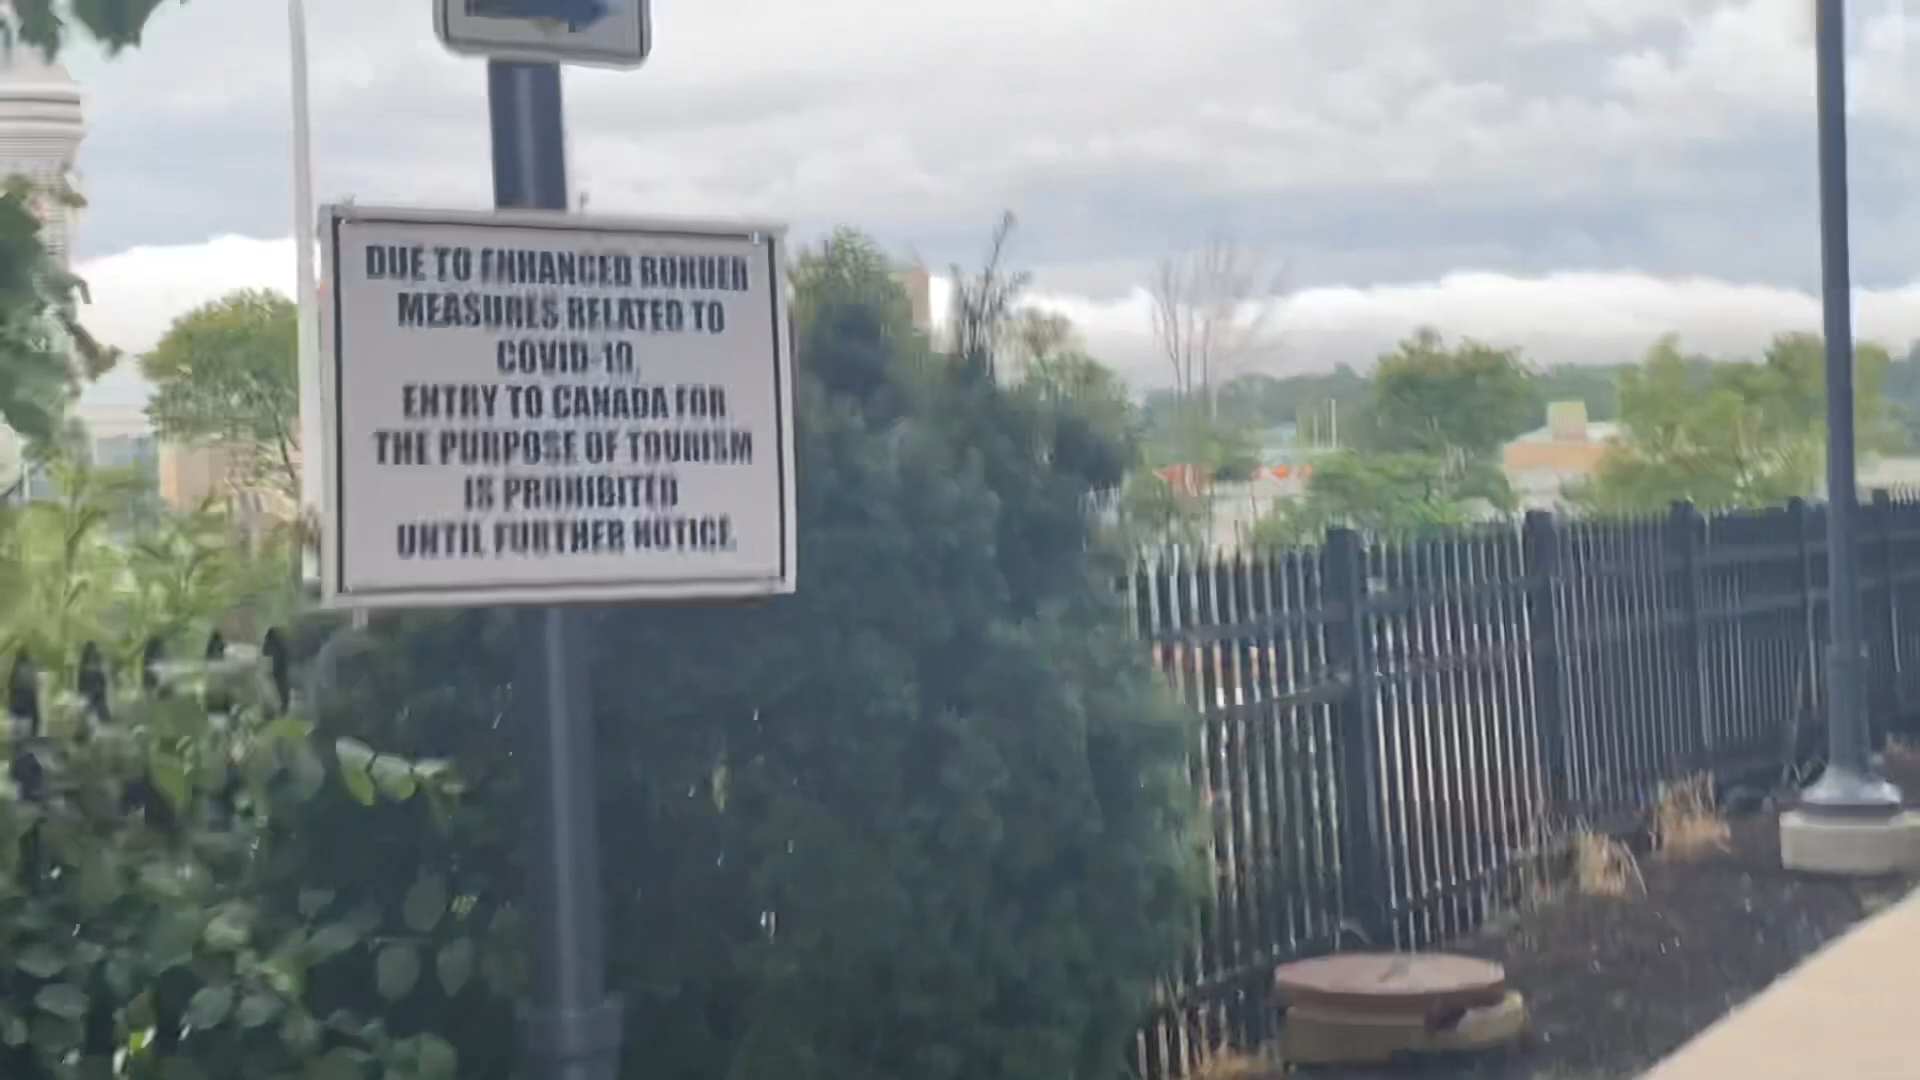 DUE TO ENHANCED BORDER
MEASURES RELATED TO
COVID-19,
ENTRY TO CANADA FOR
THE PURPOSE OF TOURISM
IS PROHIBITED
UNTIL FURTHER NOTICE.